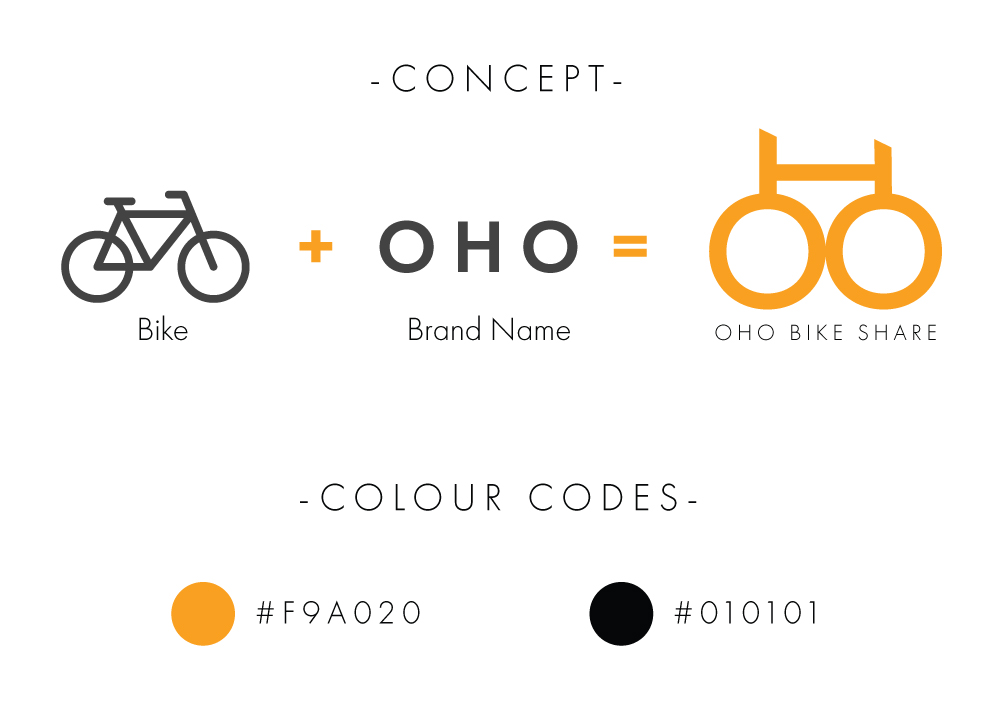 -CONCEPT-
+ OHO =
Bike
Brand Name
OHO BIKE SHARE
-COLOUR CODES-
#F9A020
#010101